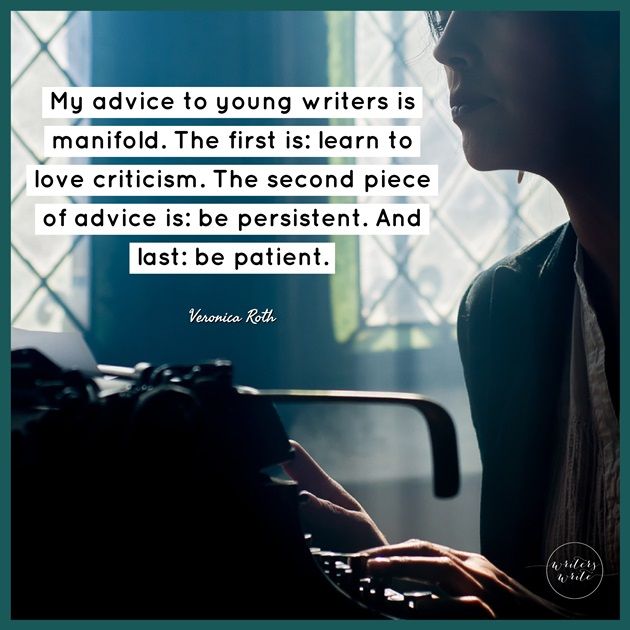 My advice to young writers is
manifold. The first is: learn to
love criticism. The second piece
of advice is: be persistent. And
last: be patient.
Veronica Roth
writers
write